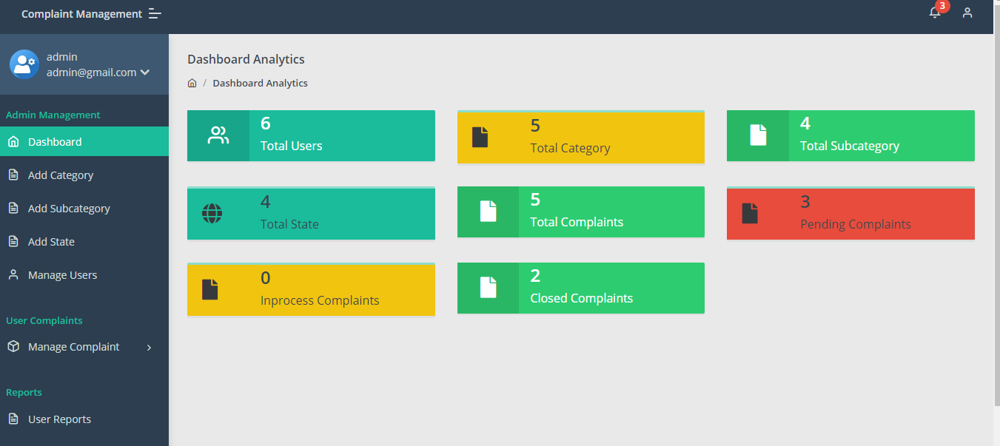 Complaint Management
3
admin
admin@gmail.com
Admin Management
Dashboard
Add Category
Add Subcategory
Add State
Manage Users
User Complaints
Manage Complaint
Reports
User Reports
Dashboard Analytics
/ Dashboard Analytics
6
Total Users
5
Total Category
4
Total Subcategory
4
Total State
5
Total Complaints
3
Pending Complaints
0
Inprocess Complaints
2
Closed Complaints